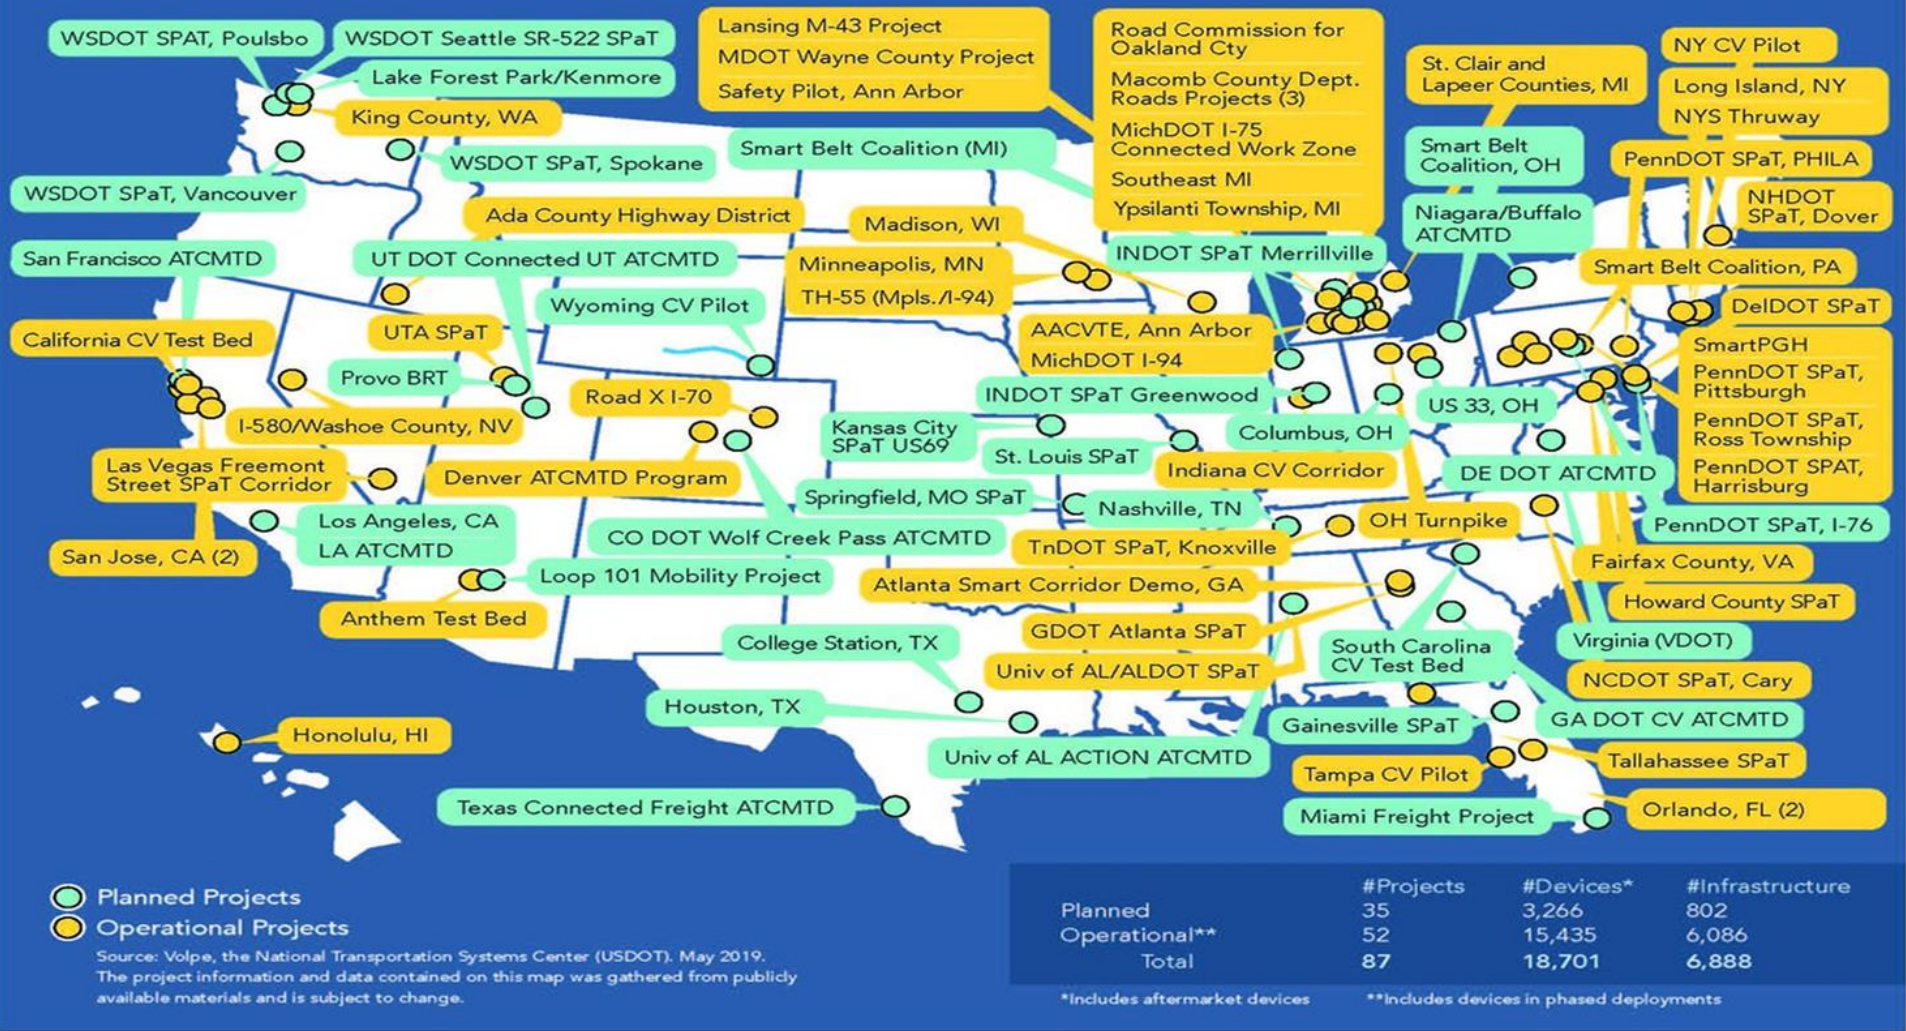 WSDOT SPAT, Poulsbo
WSDOT Seattle SR-522 SPaT
Lake Forest Park/Kenmore
King County, WA
WSDOT SPaT, Spokane
WSDOT SPaT, Vancouver
Lansing M-43 Project
MDOT Wayne County Project
Safety Pilot, Ann Arbor
Smart Belt Coalition (MI)
Road Commission for
Oakland Cty
Macomb County Dept.
Roads Projects (3)
MichDOT I-75
Connected Work Zone
Southeast MI
Ypsilanti Township, MI
St. Clair and
Lapeer Counties, MI
Smart Belt
Coalition, OH
Niagara/Buffalo
ATCMTD
NY CV Pilot
Long Island, NY
NYS Thruway
PennDOT SPaT, PHILA
NHDOT
SPaT, Dover
Smart Belt Coalition, PA
DelDOT SPaT
SmartPGH
PennDOT SPaT,
Pittsburgh
PennDOT SPaT,
Ross Township
PennDOT SPAT,
Harrisburg
PennDOT SPaT, I-76
San Francisco ATCMTD
Ada County Highway District
UT DOT Connected UT ATCMTD
Madison, WI
Minneapolis, MN
TH-55 (Mpls./I-94)
INDOT SPaT Merrillville
Wyoming CV Pilot
California CV Test Bed
UTA SPaT
Provo BRT
AACVTE, Ann Arbor
MichDOT I-94
Road X I-70
INDOT SPaT Greenwood
US 33, OH
I-580/Washoe County, NV
Kansas City
SPaT US69
St. Louis SPaT
Columbus, OH
Indiana CV Corridor
DE DOT ATCMTD
Las Vegas Freemont
Street SPaT Corridor
Denver ATCMTD Program
Springfield, MO SPaT
Nashville, TN
OH Turnpike
Los Angeles, CA
LA ATCMTD
CO DOT Wolf Creek Pass ATCMTD
TnDOT SPaT, Knoxville
San Jose, CA (2)
Loop 101 Mobility Project
Atlanta Smart Corridor Demo, GA
Fairfax County, VA
Howard County SPaT
Anthem Test Bed
College Station, TX
GDOT Atlanta SPaT
South Carolina
CV Test Bed
Virginia (VDOT)
Univ of AL/ALDOT SPaT
NCDOT SPaT, Cary
Houston, TX
Gainesville SPaT
GA DOT CV ATCMTD
Honolulu, HI
Univ of AL ACTION ATCMTD
Tampa CV Pilot
Tallahassee SPaT
Texas Connected Freight ATCMTD
Miami Freight Project
Orlando, FL (2)
Planned Projects
Operational Projects
Source: Volpe, the National Transportation Systems Center (USDOT). May 2019.
The project information and data contained on this map was gathered from publicly
available materials and is subject to change.
#Projects #Devices* #Infrastructure
Planned 35 3,266 802
Operational** 52 15,435 6,086
Total 87 18,701 6,888
*Includes aftermarket devices **Includes devices in phased deployments